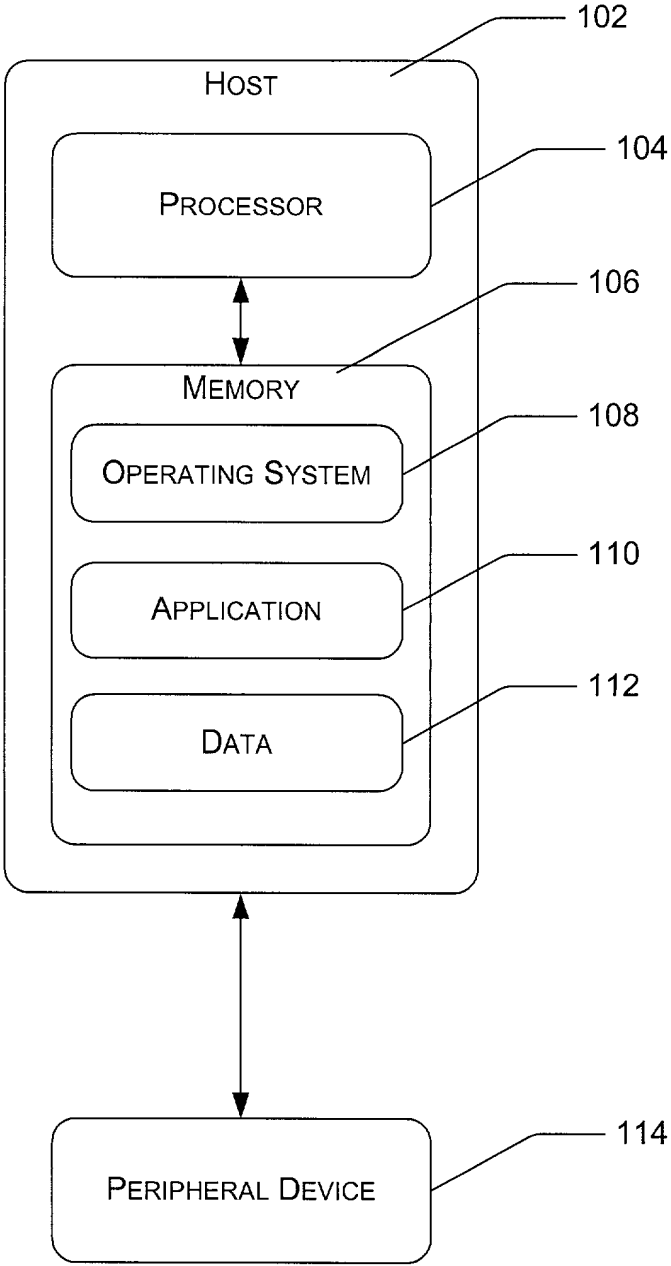 102
HOST
104
PROCESSOR
106
MEMORY
108
OPERATING SYSTEM
110
APPLICATION
112
DATA
114
PERIPHERAL DEVICE